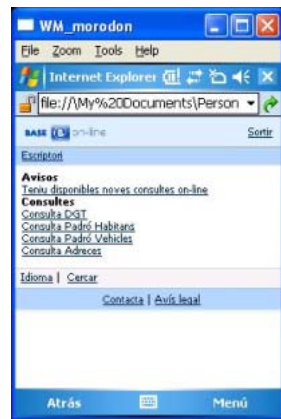 WM_morodon
File Zoom Tools Help
Internet Explorer
file://\My%20Documents\Person
BASE on-line Sortir
Escriptori
Avisos
Teniu disponibles noves consultes on-line
Consultes
Consulta DGT
Consulta Padró Habitans
Consulta Padró Vehicles
Consulta Adreces
Idioma | Cercar
Contacta | Avís legal
Atrás Menú